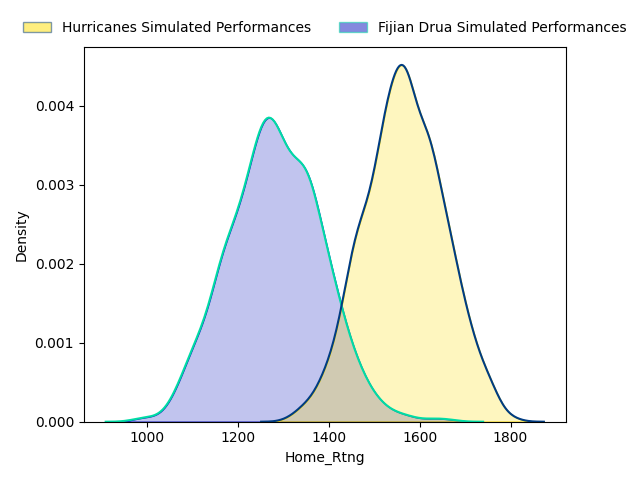 Hurricanes Simulated Performances Fijian Drua Simulated Performances
0.004
0.003
0.002
0.001
0.000
Density
1000 1200 1400 1600 1800
Home_Rtng